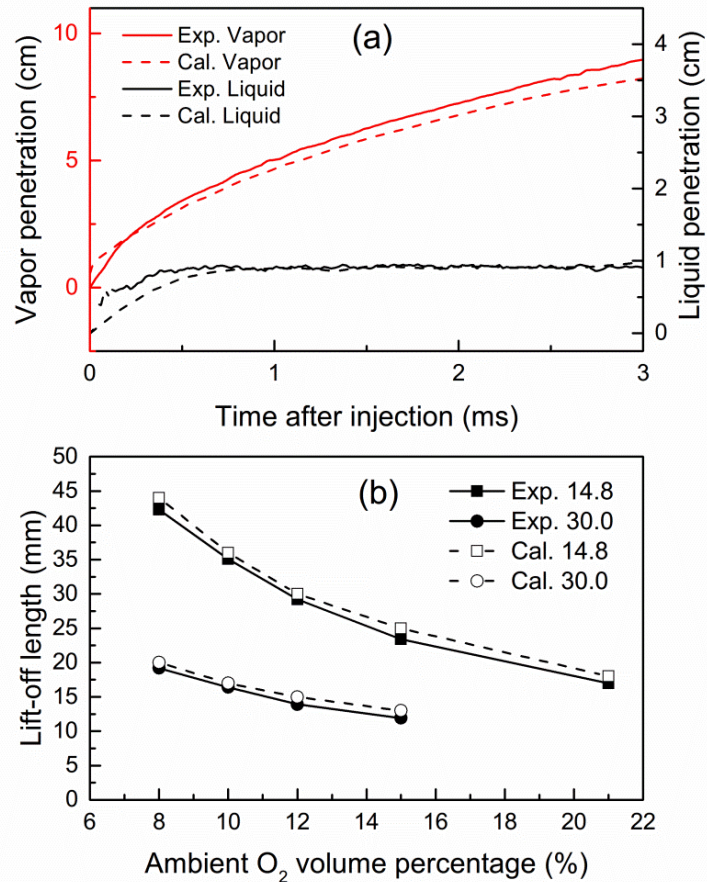 (a)
Exp. Vapor
Cal. Vapor
Exp. Liquid
Cal. Liquid
Vapor penetration (cm)
10
5
0
Liquid penetration (cm)
4
3
2
1
0
0
1
2
3
Time after injection (ms)
(b)
Exp. 14.8
Exp. 30.0
Cal. 14.8
Cal. 30.0
Lift-off length (mm)
50
45
40
35
30
25
20
15
10
5
0
6
8
10
12
14
16
18
20
22
Ambient O₂ volume percentage (%)